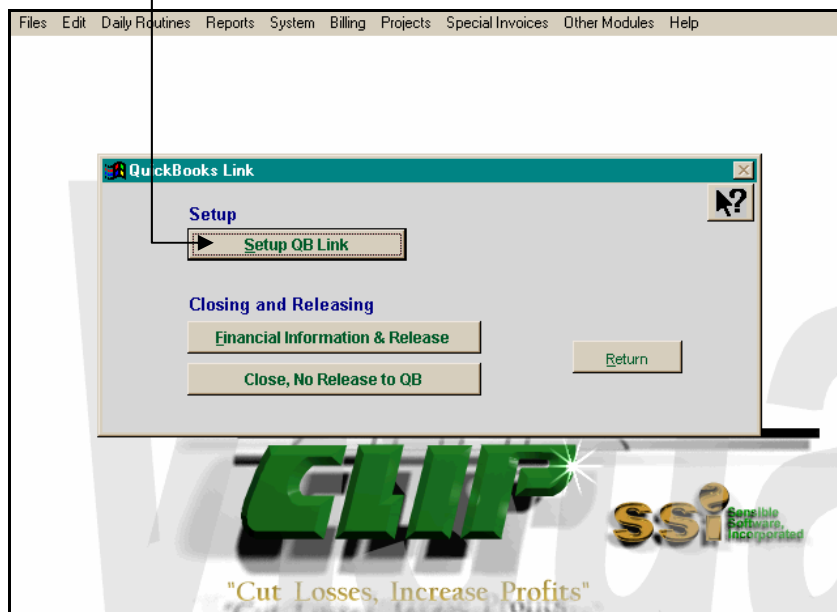 Files Edit Daily Routines Reports System Billing Projects Special Invoices Other Modules Help
QuickBooks Link
Setup
Setup QB Link
Closing and Releasing
Financial Information & Release
Close, No Release to QB
Return
CLIP
SSi Sensible
Software,
Incorporated
"Cut Losses, Increase Profits"